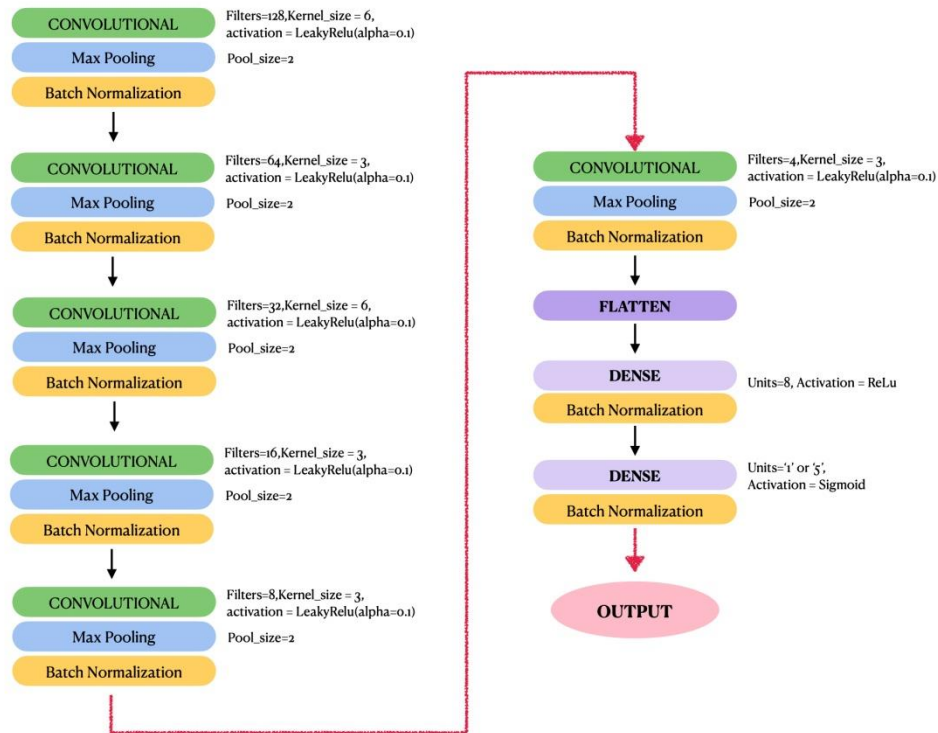 CONVOLUTIONAL
Filters=128,Kernel_size = 6,
activation = LeakyRelu(alpha=0.1)
Max Pooling
Pool_size=2
Batch Normalization
CONVOLUTIONAL
Filters=64,Kernel_size = 3,
activation = LeakyRelu(alpha=0.1)
Max Pooling
Pool_size=2
Batch Normalization
CONVOLUTIONAL
Filters=32,Kernel_size = 6,
activation = LeakyRelu(alpha=0.1)
Max Pooling
Pool_size=2
Batch Normalization
CONVOLUTIONAL
Filters=16,Kernel_size = 3,
activation = LeakyRelu(alpha=0.1)
Max Pooling
Pool_size=2
Batch Normalization
CONVOLUTIONAL
Filters=8,Kernel_size = 3,
activation = LeakyRelu(alpha=0.1)
Max Pooling
Pool_size=2
Batch Normalization
CONVOLUTIONAL
Filters=4,Kernel_size = 3,
activation = LeakyRelu(alpha=0.1)
Max Pooling
Pool_size=2
Batch Normalization
FLATTEN
DENSE
Units=8, Activation = ReLu
Batch Normalization
DENSE
Units='1' or '5',
Activation = Sigmoid
Batch Normalization
OUTPUT